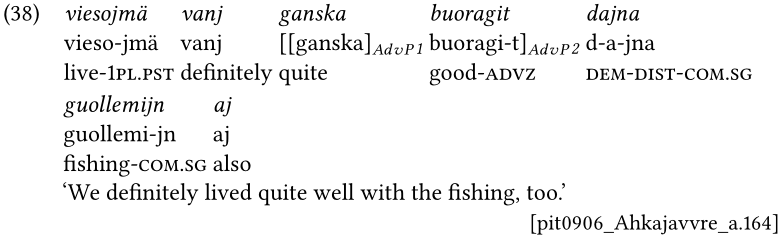 (38) viesojmä vanj ganska buoragit dajna
vieso-jmä vanj [[ganska]AdvP1 buoragi-t]AdvP2 d-a-jna
live-1PL.PST definitely quite good-ADVZ DEM-DIST-COM.SG
guollemijn aj
guollemi-jn aj
fishing-COM.SG also
‘We definitely lived quite well with the fishing, too.’
[pit0906_Ahkajavvre_a.164]